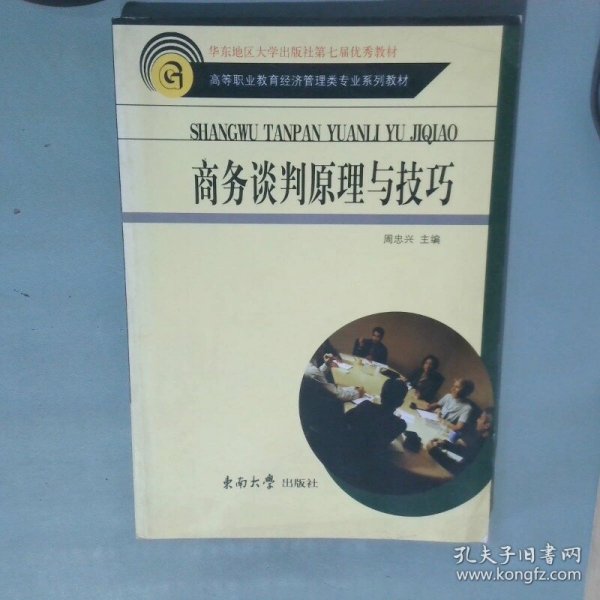 华东地区大学出版社第七届优秀教材
G
高等职业教育经济管理类专业系列教材
SHANGWU TANPAN YUANLI YU JIQIAO
商务谈判原理与技巧
周忠兴 主编
東南大學 出版社
孔夫子旧书网
www.kongfz.com